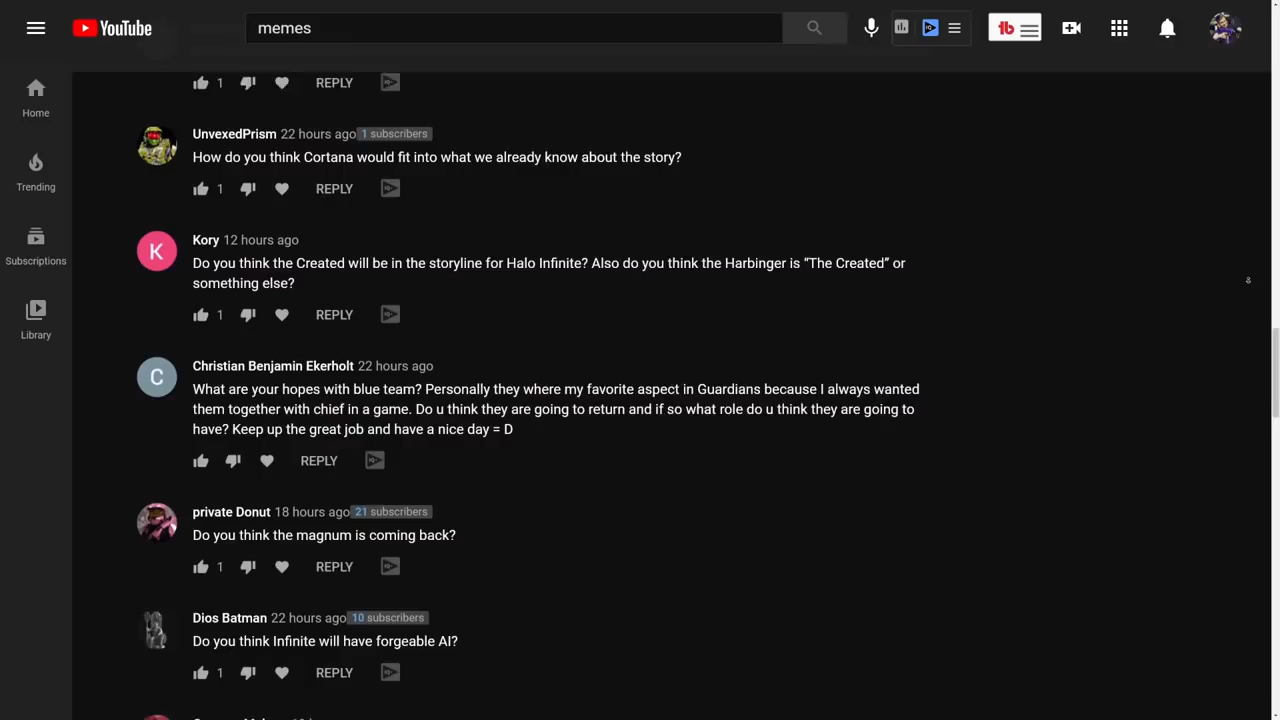 YouTube
memes
1 REPLY
Home
Trending
Subscriptions
Library
UnvexedPrism 22 hours ago 1 subscribers
How do you think Cortana would fit into what we already know about the story?
1 REPLY
K
Kory 12 hours ago
Do you think the Created will be in the storyline for Halo Infinite? Also do you think the Harbinger is “The Created” or
something else?
1 REPLY
C
Christian Benjamin Ekerholt 22 hours ago
What are your hopes with blue team? Personally they where my favorite aspect in Guardians because I always wanted
them together with chief in a game. Do u think they are going to return and if so what role do u think they are going to
have? Keep up the great job and have a nice day = D
REPLY
private Donut 18 hours ago 21 subscribers
Do you think the magnum is coming back?
1 REPLY
Dios Batman 22 hours ago 10 subscribers
Do you think Infinite will have forgeable AI?
1 REPLY